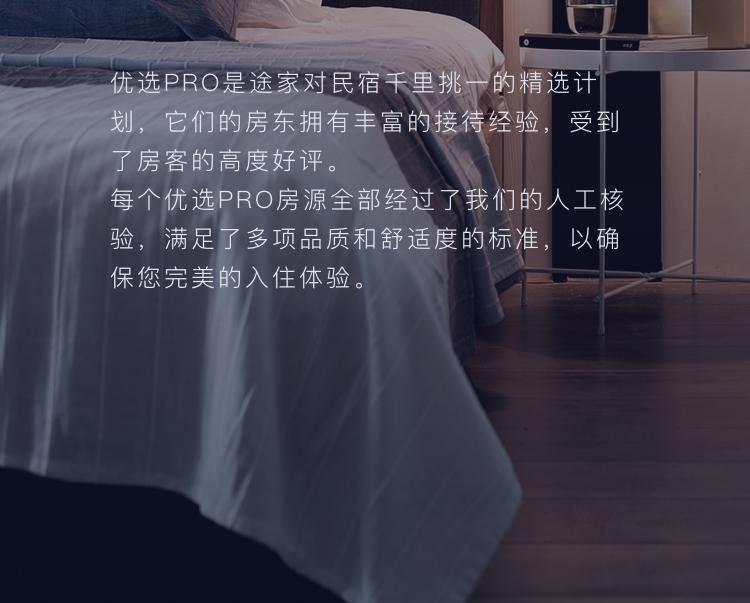 优选PRO是途家对民宿千里挑一的精选计
划，它们的房东拥有丰富的接待经验，受到
了房客的高度好评。
每个优选PRO房源全部经过了我们的人工核
验，满足了多项品质和舒适度的标准，以确
保您完美的入住体验。